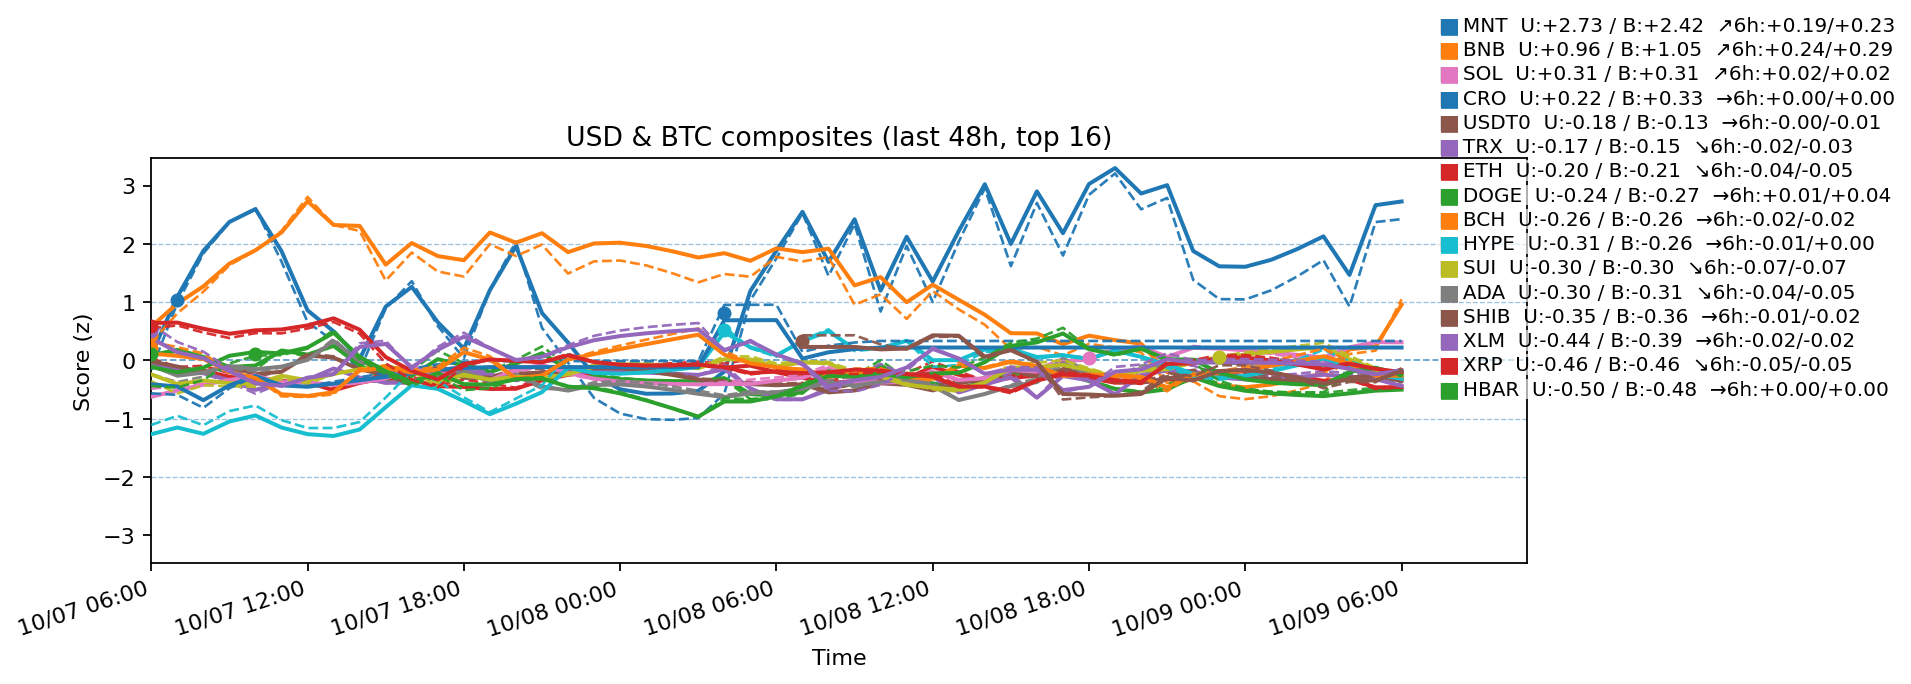 MNT  U:+2.73 / B:+2.42  ↗6h:+0.19/+0.23
BNB  U:+0.96 / B:+1.05  ↗6h:+0.24/+0.29
SOL  U:+0.31 / B:+0.31  ↗6h:+0.02/+0.02
CRO  U:+0.22 / B:+0.33  →6h:+0.00/+0.00
USDT0  U:-0.18 / B:-0.13  →6h:-0.00/-0.01
TRX  U:-0.17 / B:-0.15  ↘6h:-0.02/-0.03
ETH  U:-0.20 / B:-0.21  ↘6h:-0.04/-0.05
DOGE  U:-0.24 / B:-0.27  →6h:+0.01/+0.04
BCH  U:-0.26 / B:-0.26  →6h:-0.02/-0.02
HYPE  U:-0.31 / B:-0.26  →6h:-0.01/+0.00
SUI  U:-0.30 / B:-0.30  ↘6h:-0.07/-0.07
ADA  U:-0.30 / B:-0.31  ↘6h:-0.04/-0.05
SHIB  U:-0.35 / B:-0.36  →6h:-0.01/-0.02
XLM  U:-0.44 / B:-0.39  →6h:-0.02/-0.02
XRP  U:-0.46 / B:-0.46  ↘6h:-0.05/-0.05
HBAR  U:-0.50 / B:-0.48  →6h:+0.00/+0.00
USD & BTC composites (last 48h, top 16)
Score (z)
3
2
1
0
−1
−2
−3
10/07 06:00
10/07 12:00
10/07 18:00
10/08 00:00
10/08 06:00
10/08 12:00
10/08 18:00
10/09 00:00
10/09 06:00
Time